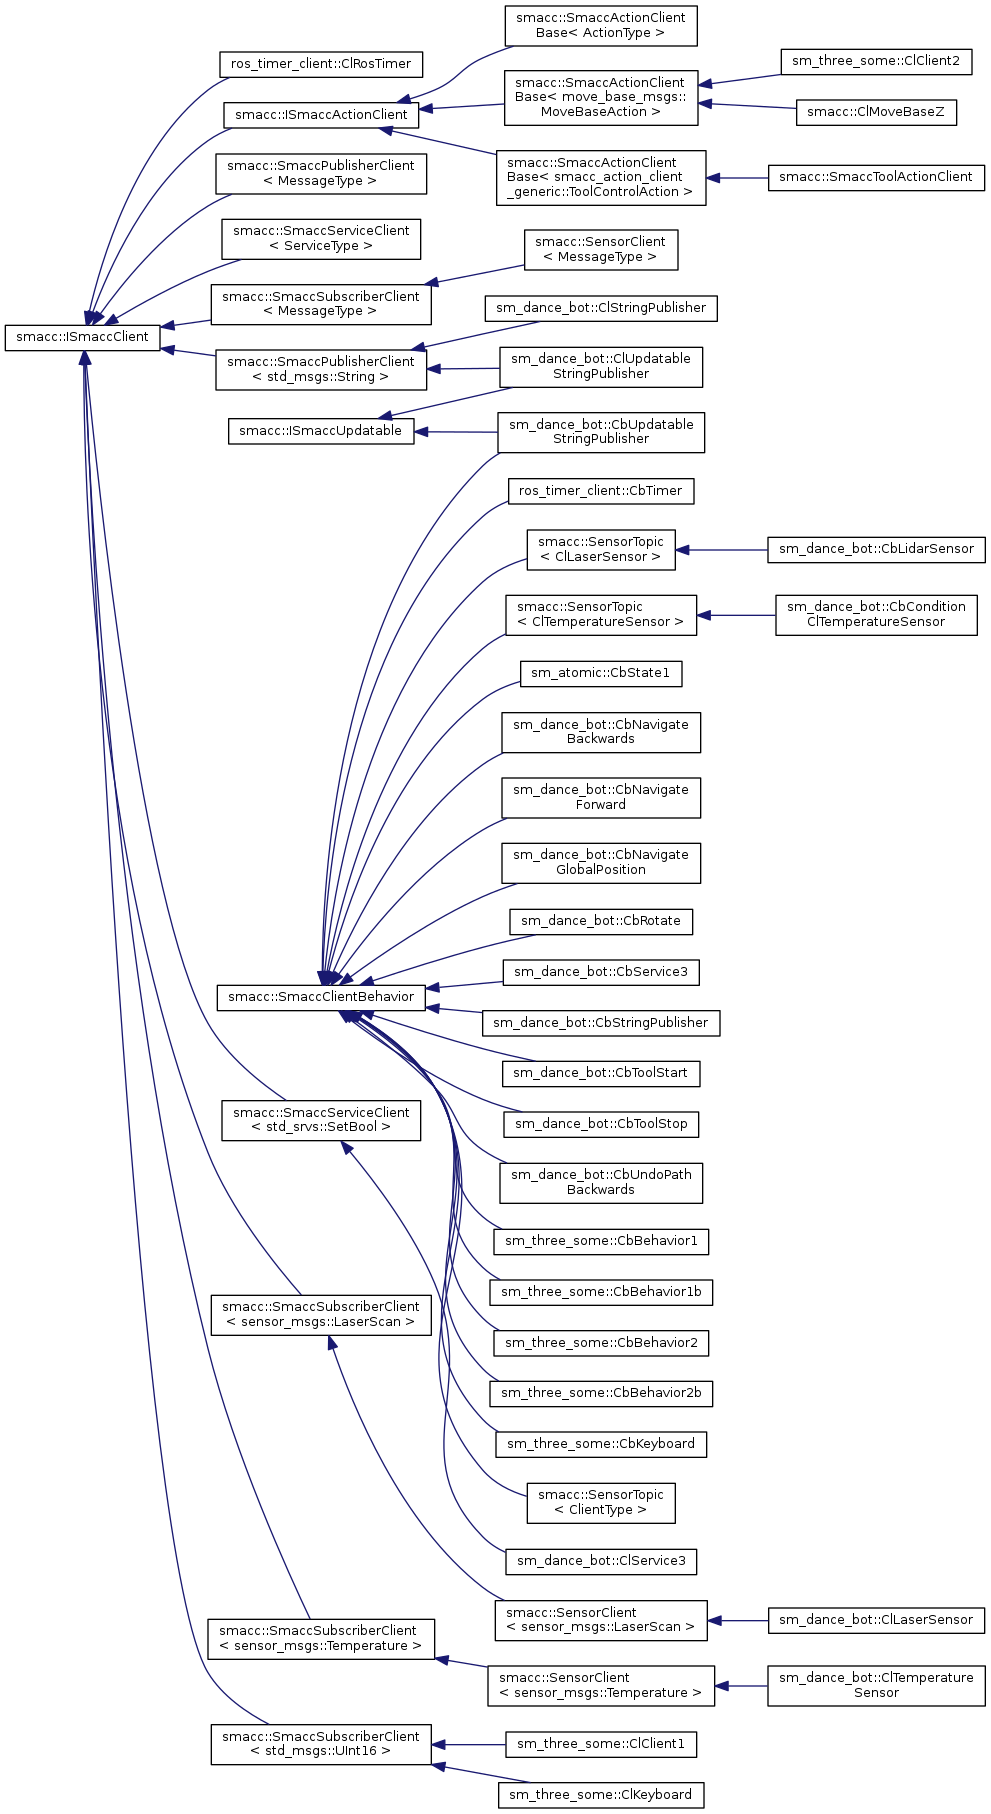 smacc::SmaccActionClient
Base< ActionType >
ros_timer_client::ClRosTimer
sm_three_some::ClClient2
smacc::SmaccActionClient
Base< move_base_msgs::
MoveBaseAction >
smacc::ISmaccActionClient
smacc::ClMoveBaseZ
smacc::SmaccPublisherClient
< MessageType >
smacc::SmaccActionClient
Base< smacc_action_client
_generic::ToolControlAction >
smacc::SmaccToolActionClient
smacc::SmaccServiceClient
< ServiceType >
smacc::SensorClient
< MessageType >
smacc::SmaccSubscriberClient
< MessageType >
sm_dance_bot::ClStringPublisher
smacc::ISmaccClient
smacc::SmaccPublisherClient
< std_msgs::String >
sm_dance_bot::ClUpdatable
StringPublisher
smacc::ISmaccUpdatable
sm_dance_bot::CbUpdatable
StringPublisher
ros_timer_client::CbTimer
smacc::SensorTopic
< ClLaserSensor >
sm_dance_bot::CbLidarSensor
smacc::SensorTopic
< ClTemperatureSensor >
sm_dance_bot::CbCondition
ClTemperatureSensor
sm_atomic::CbState1
sm_dance_bot::CbNavigate
Backwards
sm_dance_bot::CbNavigate
Forward
sm_dance_bot::CbNavigate
GlobalPosition
sm_dance_bot::CbRotate
sm_dance_bot::CbService3
smacc::SmaccClientBehavior
sm_dance_bot::CbStringPublisher
sm_dance_bot::CbToolStart
smacc::SmaccServiceClient
< std_srvs::SetBool >
sm_dance_bot::CbToolStop
sm_dance_bot::CbUndoPath
Backwards
sm_three_some::CbBehavior1
sm_three_some::CbBehavior1b
smacc::SmaccSubscriberClient
< sensor_msgs::LaserScan >
sm_three_some::CbBehavior2
sm_three_some::CbBehavior2b
sm_three_some::CbKeyboard
smacc::SensorTopic
< ClientType >
sm_dance_bot::ClService3
smacc::SensorClient
< sensor_msgs::LaserScan >
sm_dance_bot::ClLaserSensor
smacc::SmaccSubscriberClient
< sensor_msgs::Temperature >
smacc::SensorClient
< sensor_msgs::Temperature >
sm_dance_bot::ClTemperature
Sensor
smacc::SmaccSubscriberClient
< std_msgs::UInt16 >
sm_three_some::ClClient1
sm_three_some::ClKeyboard